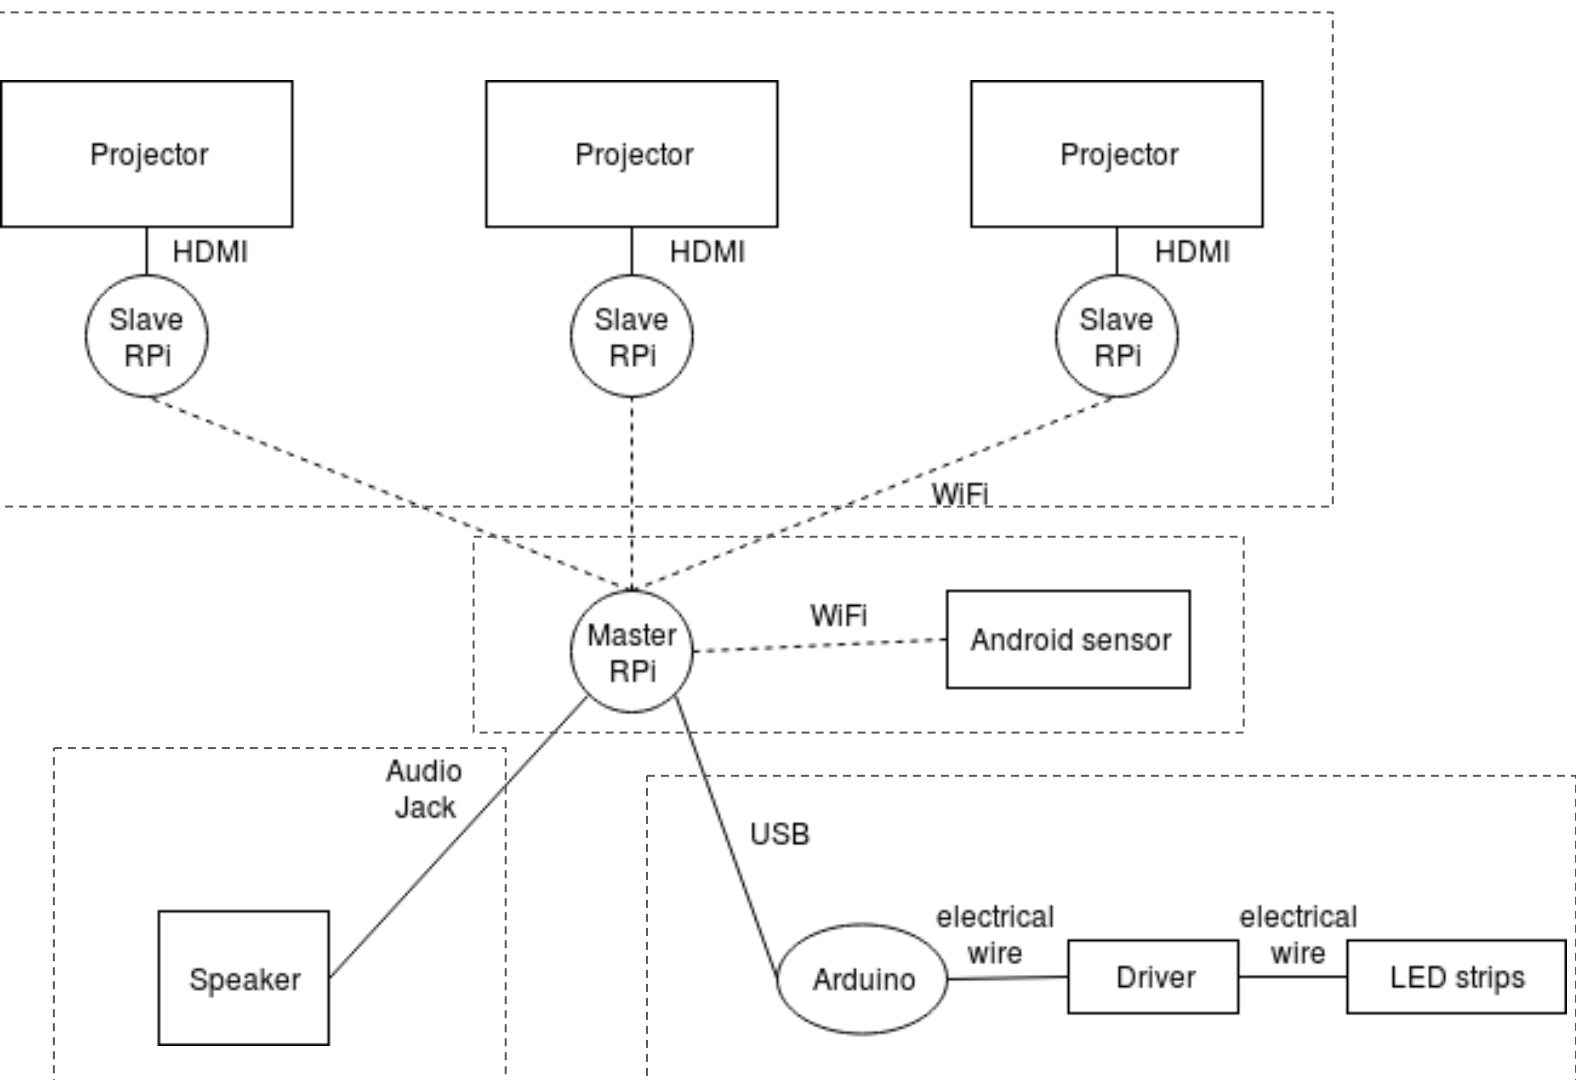 Projector
Projector
Projector
HDMI
HDMI
HDMI
Slave
RPi
Slave
RPi
Slave
RPi
WiFi
Master
RPi
WiFi
Android sensor
Audio
Jack
USB
Speaker
Arduino
electrical
wire
Driver
electrical
wire
LED strips